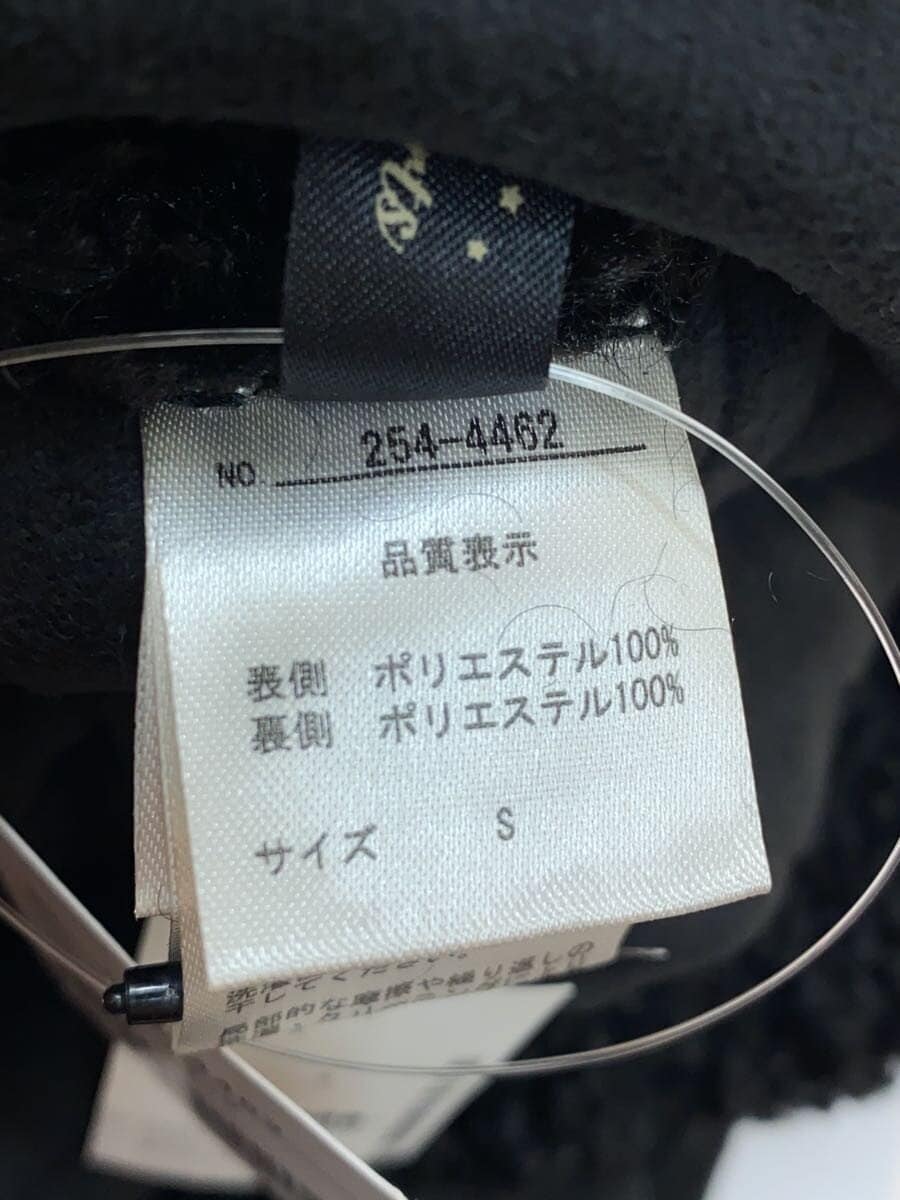 NO 254-4462
品質表示
表側 ポリエステル100%
裏側 ポリエステル100%
サイズ S